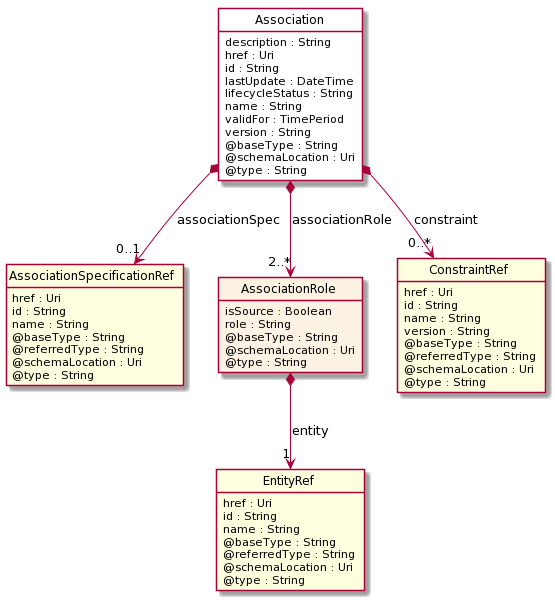 Association
description : String
href : Uri
id : String
lastUpdate : DateTime
lifecycleStatus : String
name : String
validFor : TimePeriod
version : String
@baseType : String
@schemaLocation : Uri
@type : String
associationSpec
associationRole
constraint
0..1
2..*
0..*
AssociationSpecificationRef
href : Uri
id : String
name : String
@baseType : String
@referredType : String
@schemaLocation : Uri
@type : String
AssociationRole
isSource : Boolean
role : String
@baseType : String
@schemaLocation : Uri
@type : String
ConstraintRef
href : Uri
id : String
name : String
version : String
@baseType : String
@referredType : String
@schemaLocation : Uri
@type : String
entity
1
EntityRef
href : Uri
id : String
name : String
@baseType : String
@referredType : String
@schemaLocation : Uri
@type : String